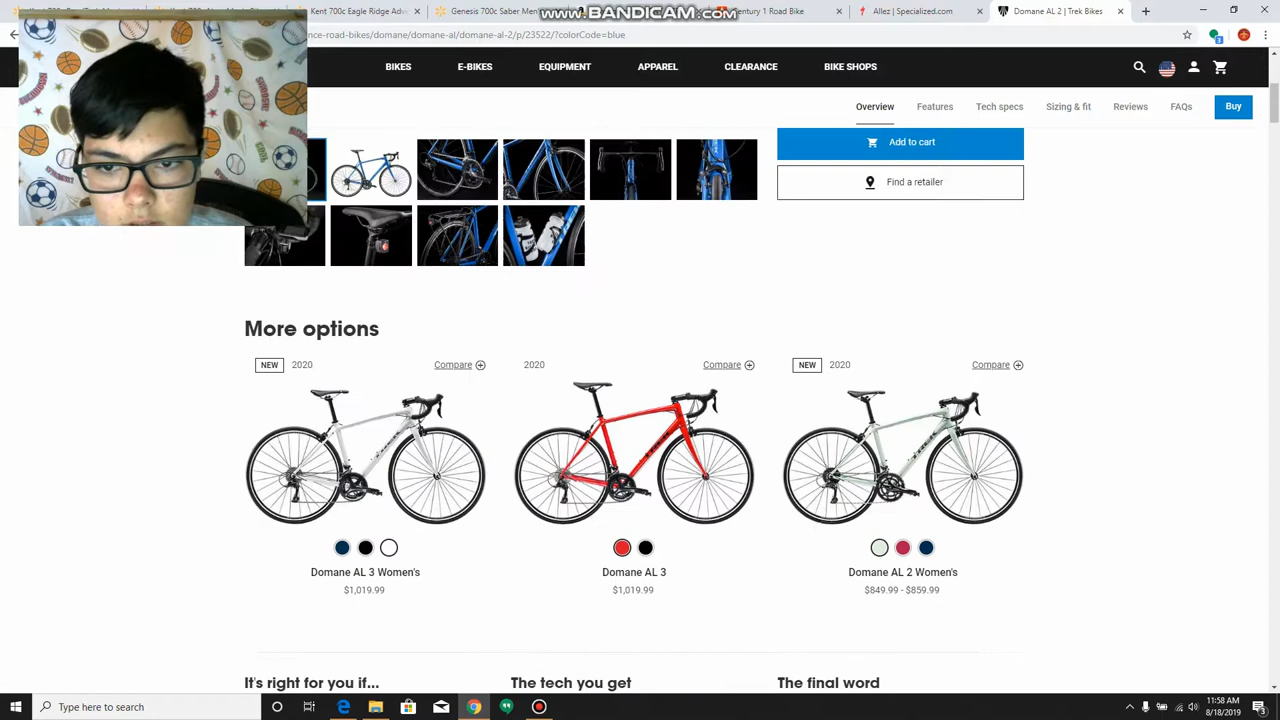 Kent 700c Eagle Ridge Adv
Genesis 700c Saber Men
www.BANDICAM.com
entury 1 Road Bike
Allez | Specialized.com
Domane AL 2 | Trek Bikes
nce-road-bikes/domane/domane-al/domane-al-2/p/23522/?colorCode=blue
BIKES
E-BIKES
EQUIPMENT
APPAREL
CLEARANCE
BIKE SHOPS
Overview
Features
Tech specs
Sizing & fit
Reviews
FAQs
Buy
Add to cart
Find a retailer
More options
NEW 2020 Compare
2020 Compare
NEW 2020 Compare
Domane AL 3 Women's
$1,019.99
Domane AL 3
$1,019.99
Domane AL 2 Women's
$849.99 - $859.99
It's right for you if...
The tech you get
The final word
Type here to search
11:58 AM
8/18/2019